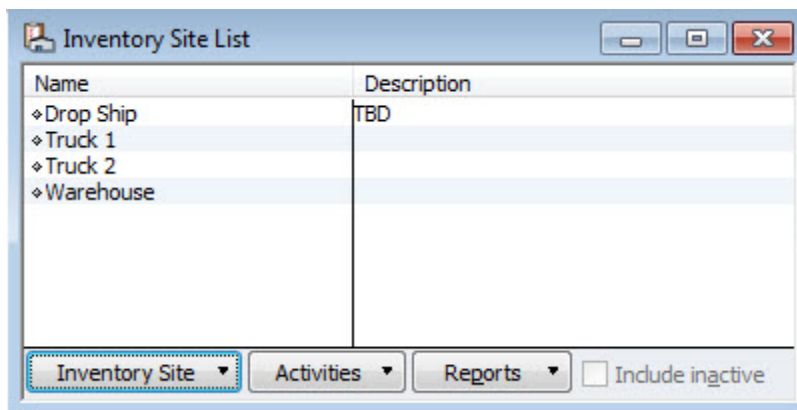 Inventory Site List
Name Description
Drop Ship TBD
Truck 1
Truck 2
Warehouse
Inventory Site Activities Reports Include inactive